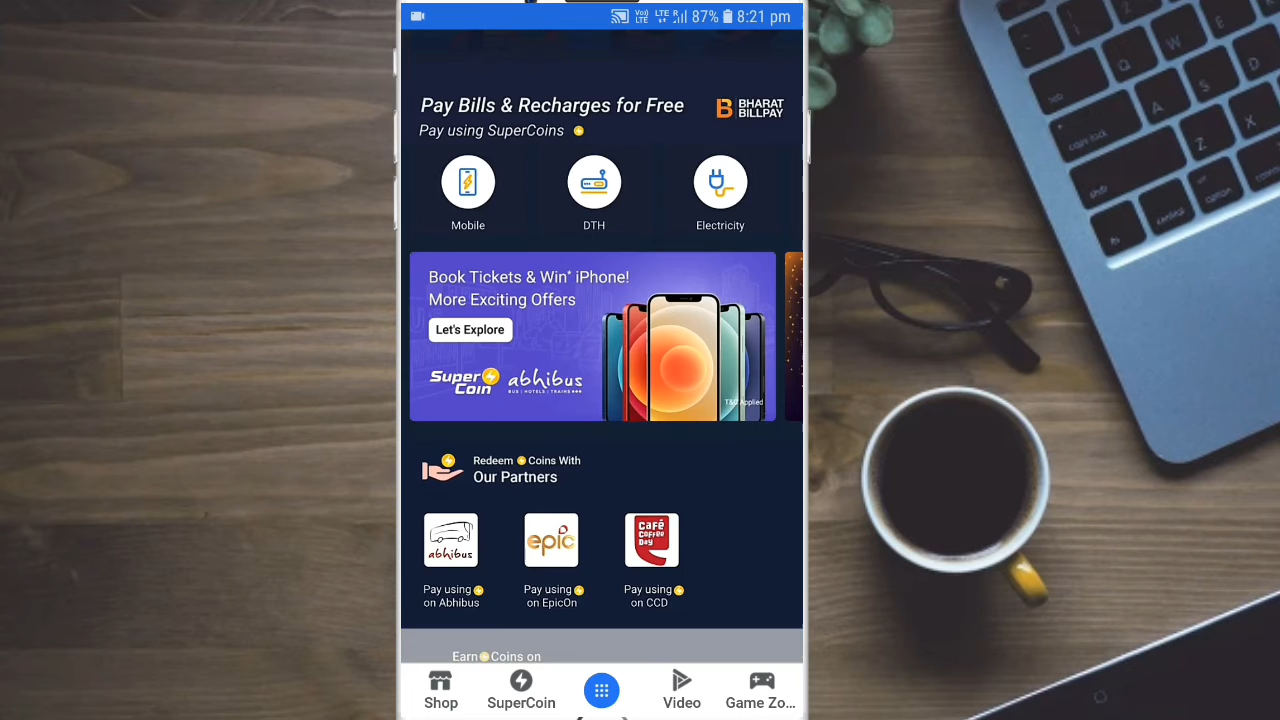 87% 8:21 pm
Pay Bills & Recharges for Free
Pay using SuperCoins
BHARAT
BILLPAY
Mobile
DTH
Electricity
Book Tickets & Win* iPhone!
More Exciting Offers
Let's Explore
Super
Coin
abhibus
BUS | HOTELS | TRAINS
T&C Applied
Redeem Coins With
Our Partners
abhibus
epic
Café
Coffee
Day
Pay using
on Abhibus
Pay using
on EpicOn
Pay using
on CCD
Earn Coins on
Shop
SuperCoin
Video
Game Zo...